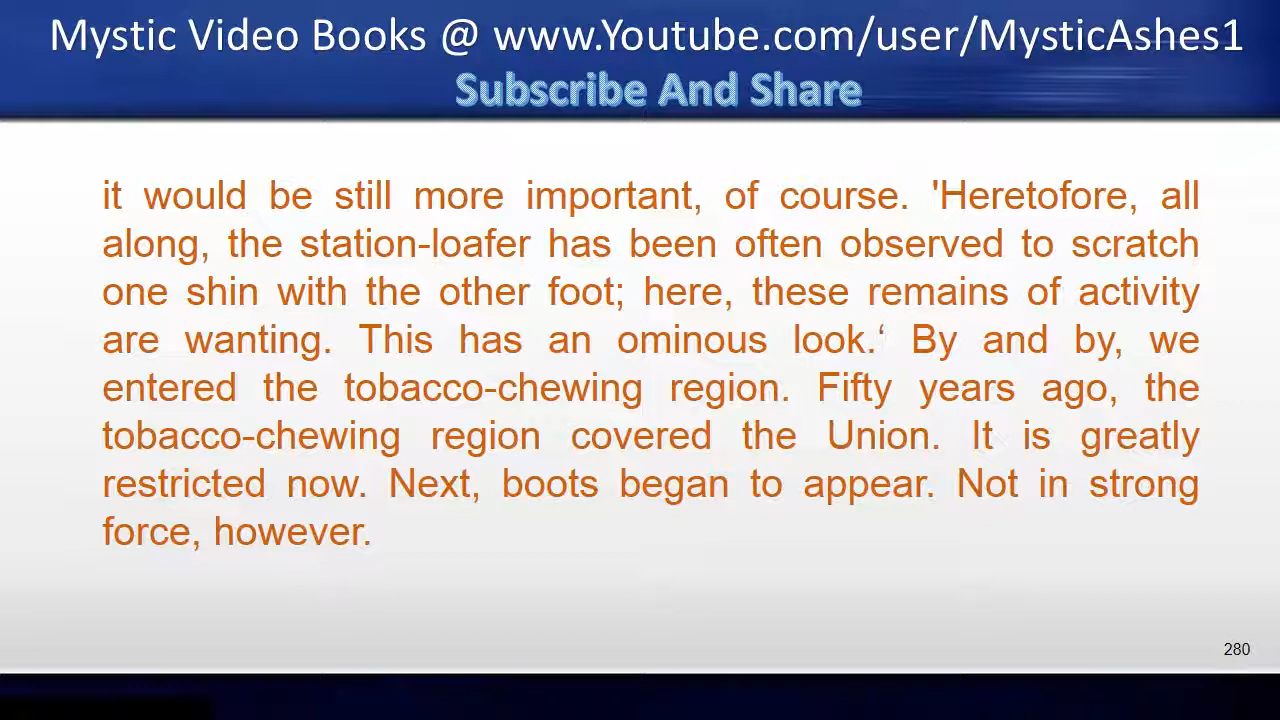 Mystic Video Books @ www.Youtube.com/user/MysticAshes1
Subscribe And Share
it would be still more important, of course. 'Heretofore, all
along, the station-loafer has been often observed to scratch
one shin with the other foot; here, these remains of activity
are wanting. This has an ominous look.‘ By and by, we
entered the tobacco-chewing region. Fifty years ago, the
tobacco-chewing region covered the Union. It is greatly
restricted now. Next, boots began to appear. Not in strong
force, however.
280